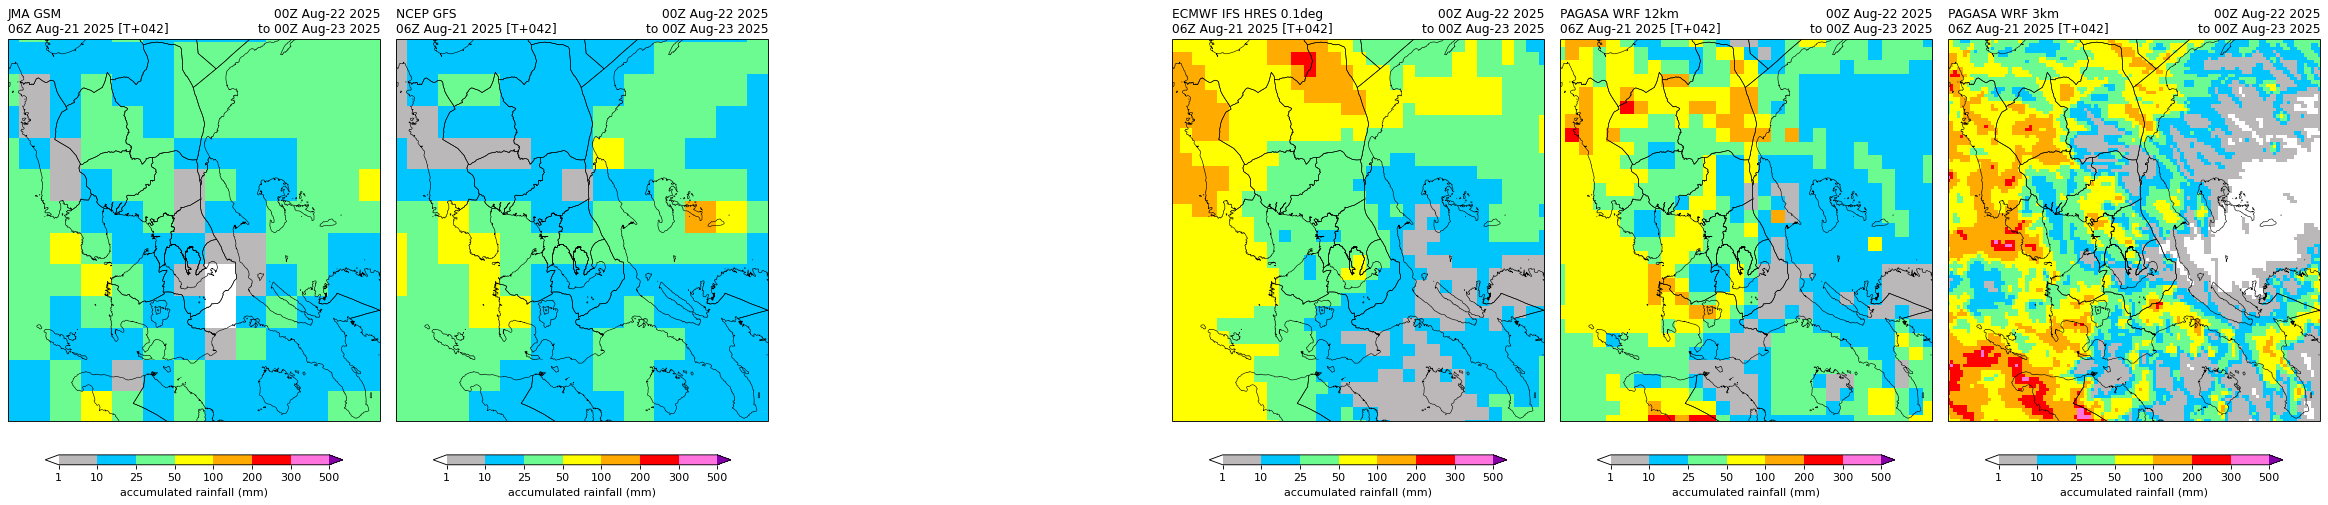 JMA GSM 00Z Aug-22 2025
06Z Aug-21 2025 [T+042] to 00Z Aug-23 2025
1 10 25 50 100 200 300 500
accumulated rainfall (mm)
NCEP GFS 00Z Aug-22 2025
06Z Aug-21 2025 [T+042] to 00Z Aug-23 2025
1 10 25 50 100 200 300 500
accumulated rainfall (mm)
ECMWF IFS HRES 0.1deg 00Z Aug-22 2025
06Z Aug-21 2025 [T+042] to 00Z Aug-23 2025
1 10 25 50 100 200 300 500
accumulated rainfall (mm)
PAGASA WRF 12km 00Z Aug-22 2025
06Z Aug-21 2025 [T+042] to 00Z Aug-23 2025
1 10 25 50 100 200 300 500
accumulated rainfall (mm)
PAGASA WRF 3km 00Z Aug-22 2025
06Z Aug-21 2025 [T+042] to 00Z Aug-23 2025
1 10 25 50 100 200 300 500
accumulated rainfall (mm)